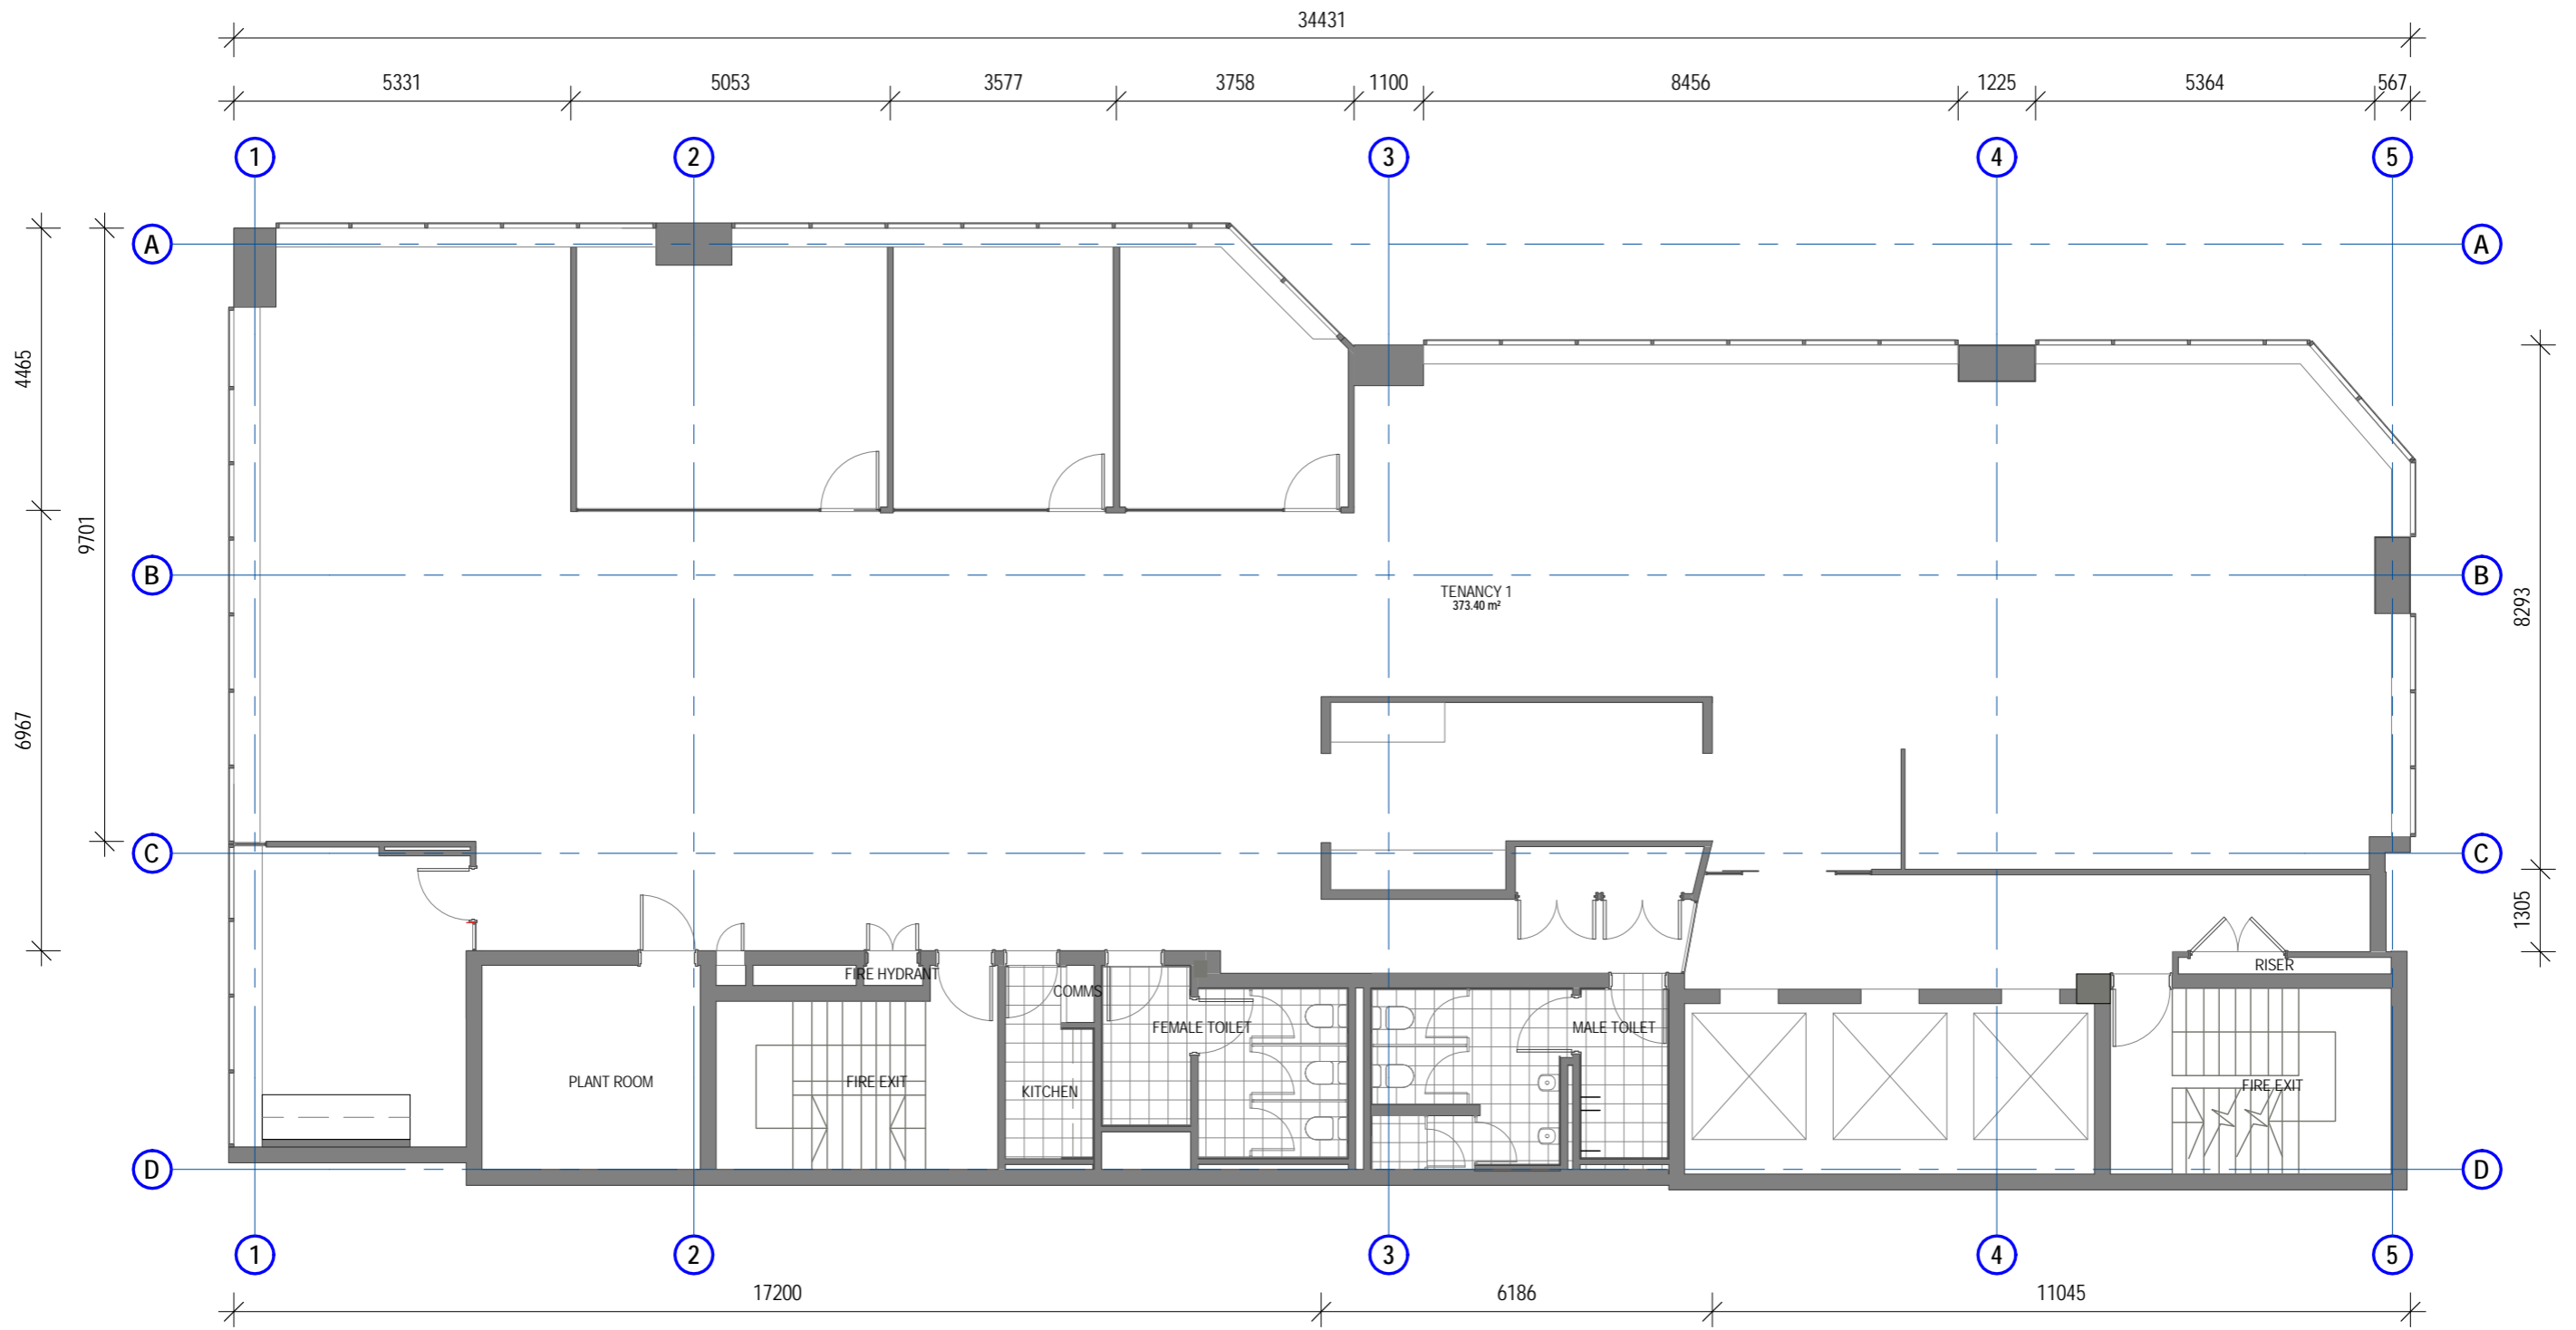 34431
5331 5053 3577 3758 1100 8456 1225 5364 567
1 2 3 4 5
A A
4465
9701
B B
TENANCY 1
373.40 m²
8293
6967
C C
1305
FIRE HYDRANT
RISER
COMMS
FEMALE TOILET MALE TOILET
PLANT ROOM FIRE EXIT KITCHEN FIRE EXIT
D D
1 2 3 4 5
17200 6186 11045